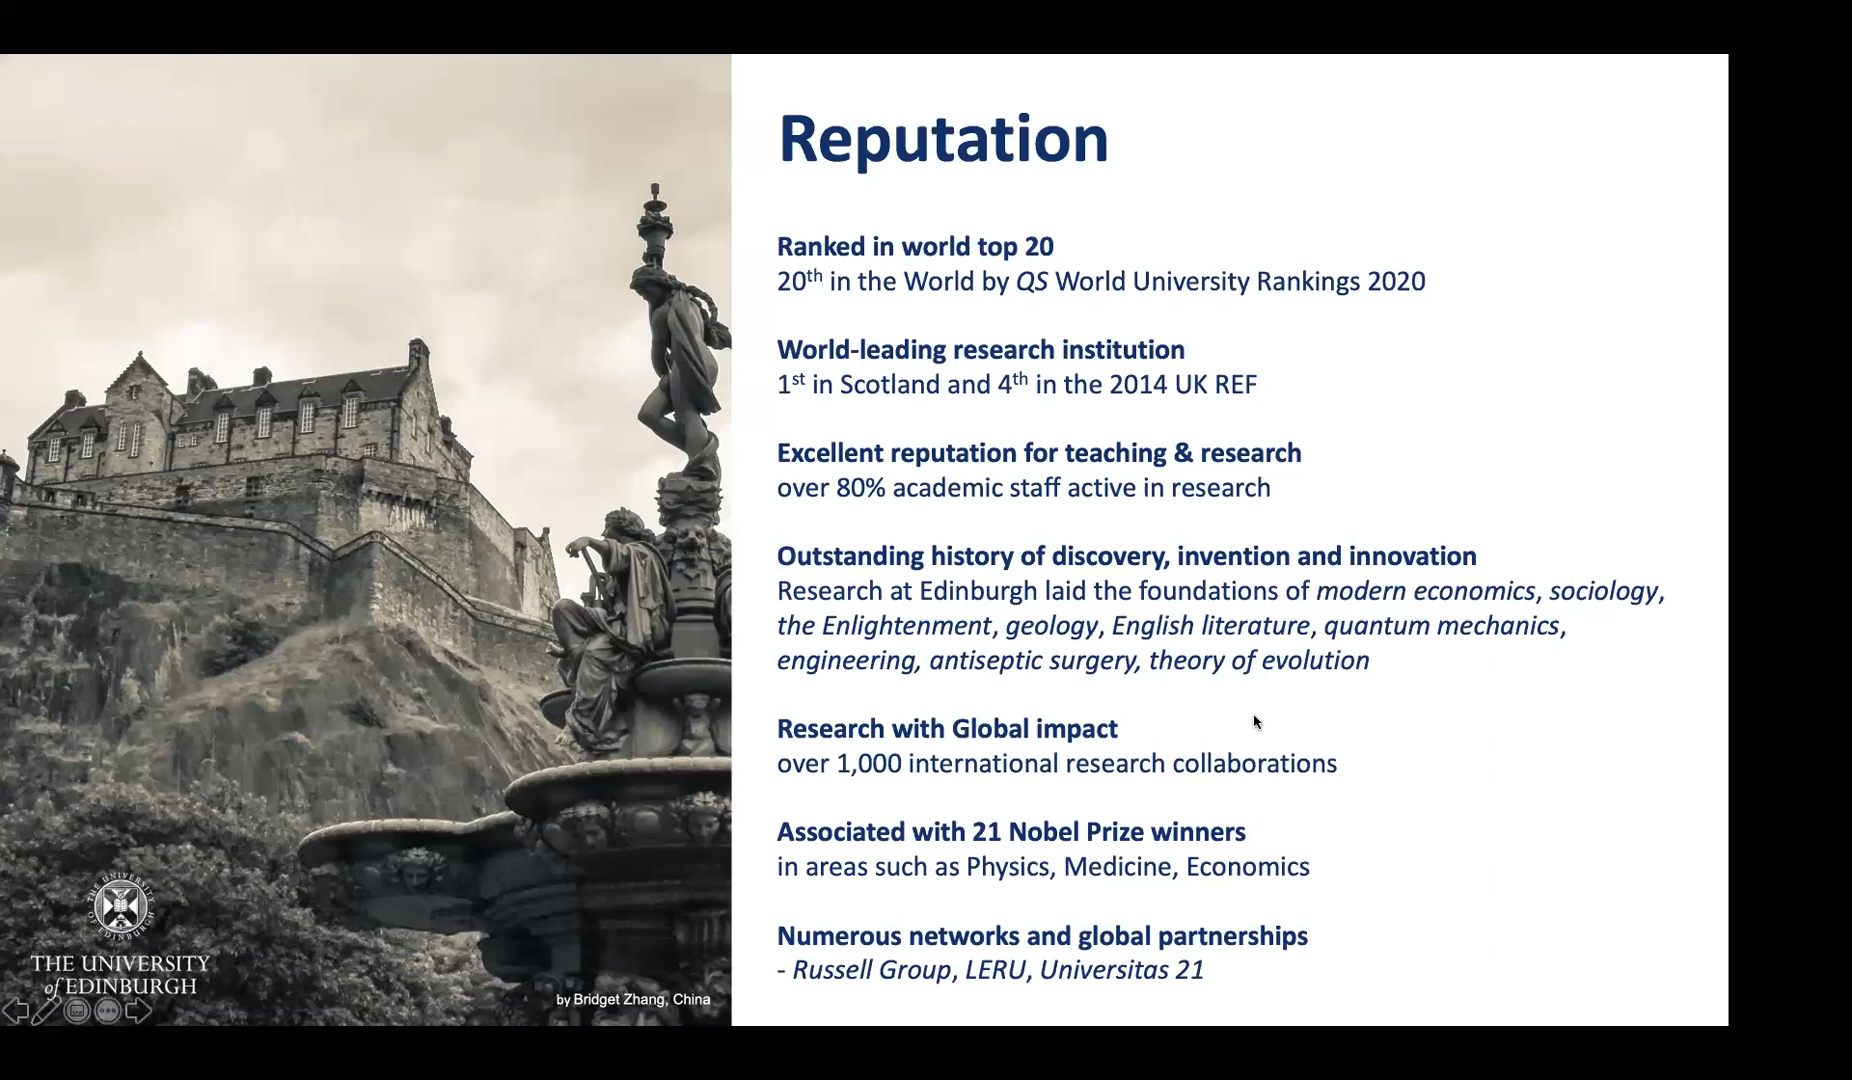 Reputation
Ranked in world top 20
20th in the World by QS World University Rankings 2020
World-leading research institution
1st in Scotland and 4th in the 2014 UK REF
Excellent reputation for teaching & research
over 80% academic staff active in research
Outstanding history of discovery, invention and innovation
Research at Edinburgh laid the foundations of modern economics, sociology,
the Enlightenment, geology, English literature, quantum mechanics,
engineering, antiseptic surgery, theory of evolution
Research with Global impact
over 1,000 international research collaborations
Associated with 21 Nobel Prize winners
in areas such as Physics, Medicine, Economics
Numerous networks and global partnerships
- Russell Group, LERU, Universitas 21
THE UNIVERSITY OF EDINBURGH
THE UNIVERSITY
of EDINBURGH
by Bridget Zhang, China